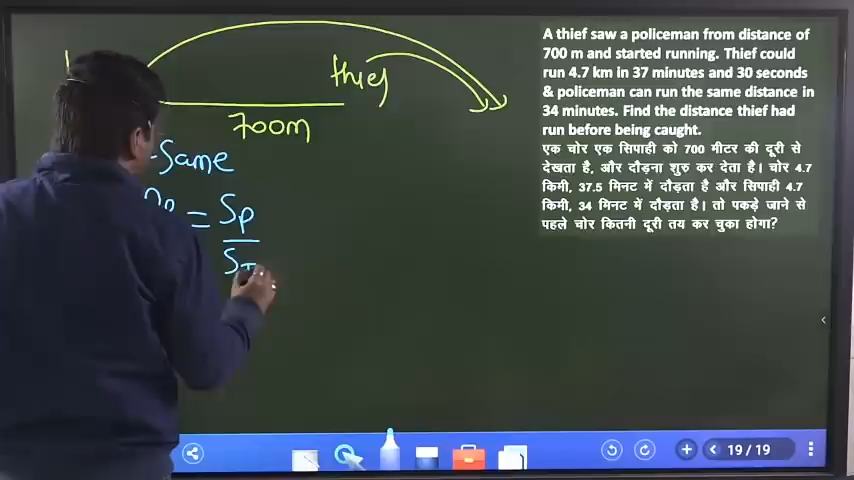 A thief saw a policeman from distance of
700 m and started running. Thief could
run 4.7 km in 37 minutes and 30 seconds
& policeman can run the same distance in
34 minutes. Find the distance thief had
run before being caught.
एक चोर एक सिपाही को 700 मीटर की दूरी से
देखता है, और दौड़ना शुरु कर देता है। चोर 4.7
किमी, 37.5 मिनट में दौड़ता है और सिपाही 4.7
किमी, 34 मिनट में दौड़ता है। तो पकड़े जाने से
पहले चोर कितनी दूरी तय कर चुका होगा?
thief
700m
-Same
= Sp
ST
19 / 19